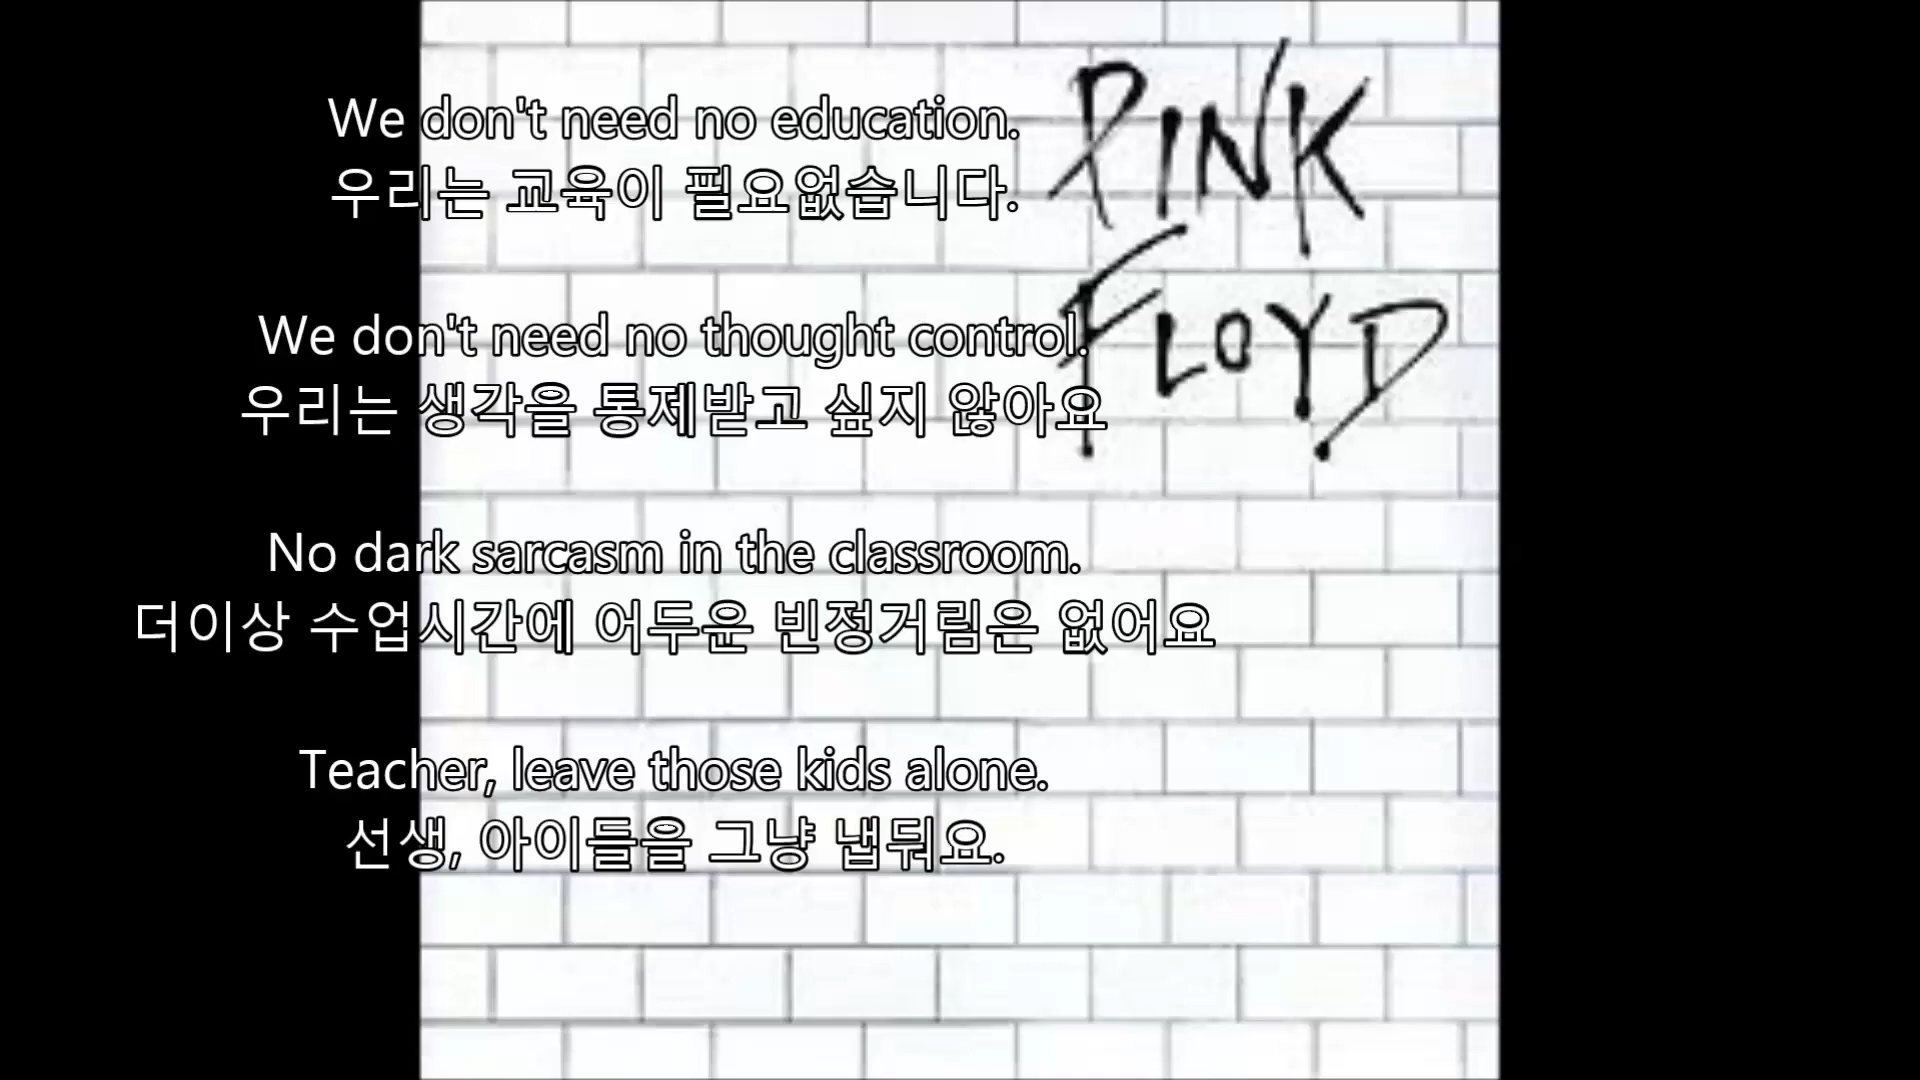 We don't need no education.
우리는 교육이 필요없습니다.
PINK
FLOYD
We don't need no thought control.
우리는 생각을 통제받고 싶지 않아요
No dark sarcasm in the classroom.
더이상 수업시간에 어두운 빈정거림은 없어요
Teacher, leave those kids alone.
선생, 아이들을 그냥 냅둬요.